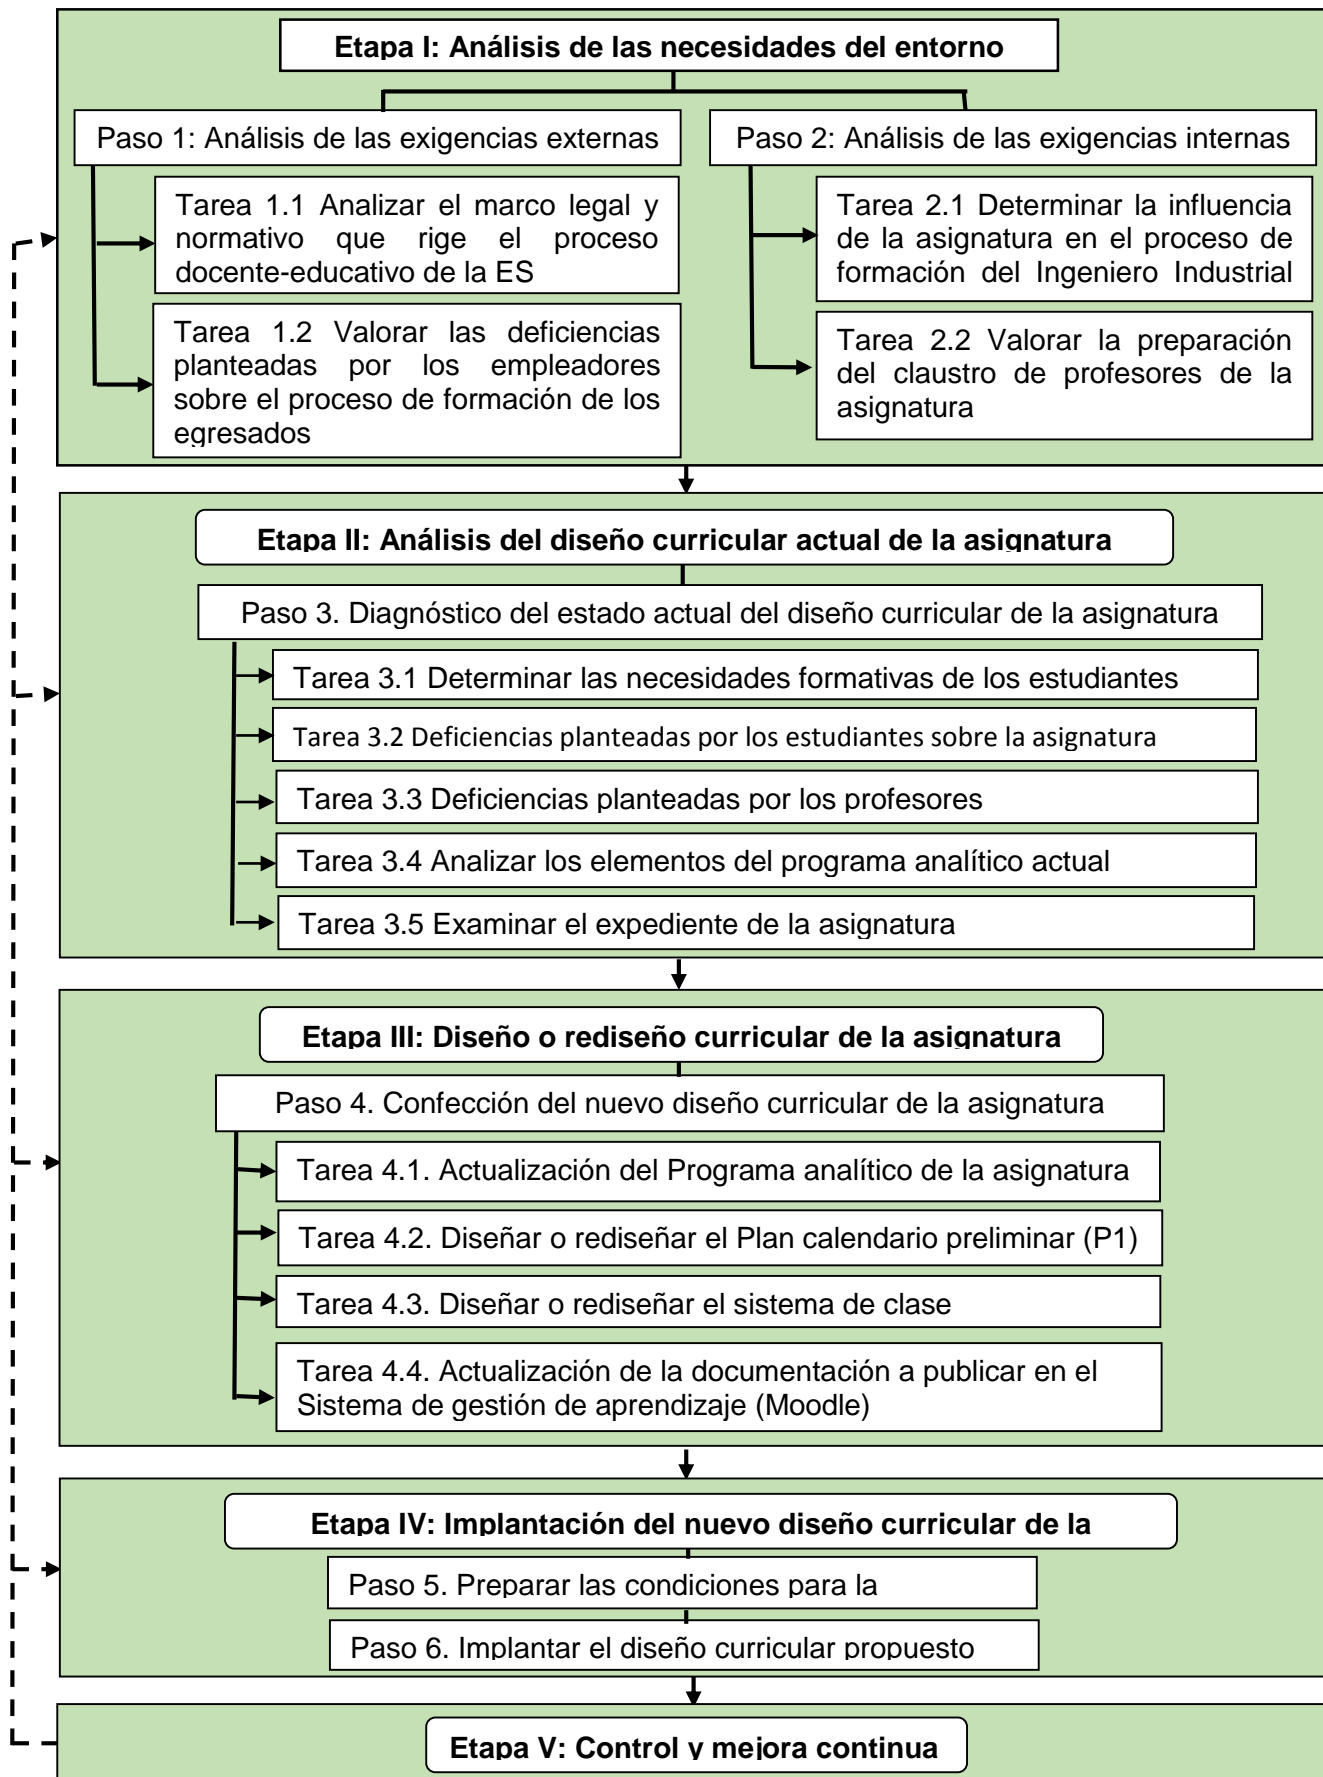 Etapa I: Análisis de las necesidades del entorno
Paso 1: Análisis de las exigencias externas
Tarea 1.1 Analizar el marco legal y
normativo que rige el proceso
docente-educativo de la ES
Tarea 1.2 Valorar las deficiencias
planteadas por los empleadores
sobre el proceso de formación de los
egresados
Paso 2: Análisis de las exigencias internas
Tarea 2.1 Determinar la influencia
de la asignatura en el proceso de
formación del Ingeniero Industrial
Tarea 2.2 Valorar la preparación
del claustro de profesores de la
asignatura
Etapa II: Análisis del diseño curricular actual de la asignatura
Paso 3. Diagnóstico del estado actual del diseño curricular de la asignatura
Tarea 3.1 Determinar las necesidades formativas de los estudiantes
Tarea 3.2 Deficiencias planteadas por los estudiantes sobre la asignatura
Tarea 3.3 Deficiencias planteadas por los profesores
Tarea 3.4 Analizar los elementos del programa analítico actual
Tarea 3.5 Examinar el expediente de la asignatura
Etapa III: Diseño o rediseño curricular de la asignatura
Paso 4. Confección del nuevo diseño curricular de la asignatura
Tarea 4.1. Actualización del Programa analítico de la asignatura
Tarea 4.2. Diseñar o rediseñar el Plan calendario preliminar (P1)
Tarea 4.3. Diseñar o rediseñar el sistema de clase
Tarea 4.4. Actualización de la documentación a publicar en el
Sistema de gestión de aprendizaje (Moodle)
Etapa IV: Implantación del nuevo diseño curricular de la
Paso 5. Preparar las condiciones para la
Paso 6. Implantar el diseño curricular propuesto
Etapa V: Control y mejora continua